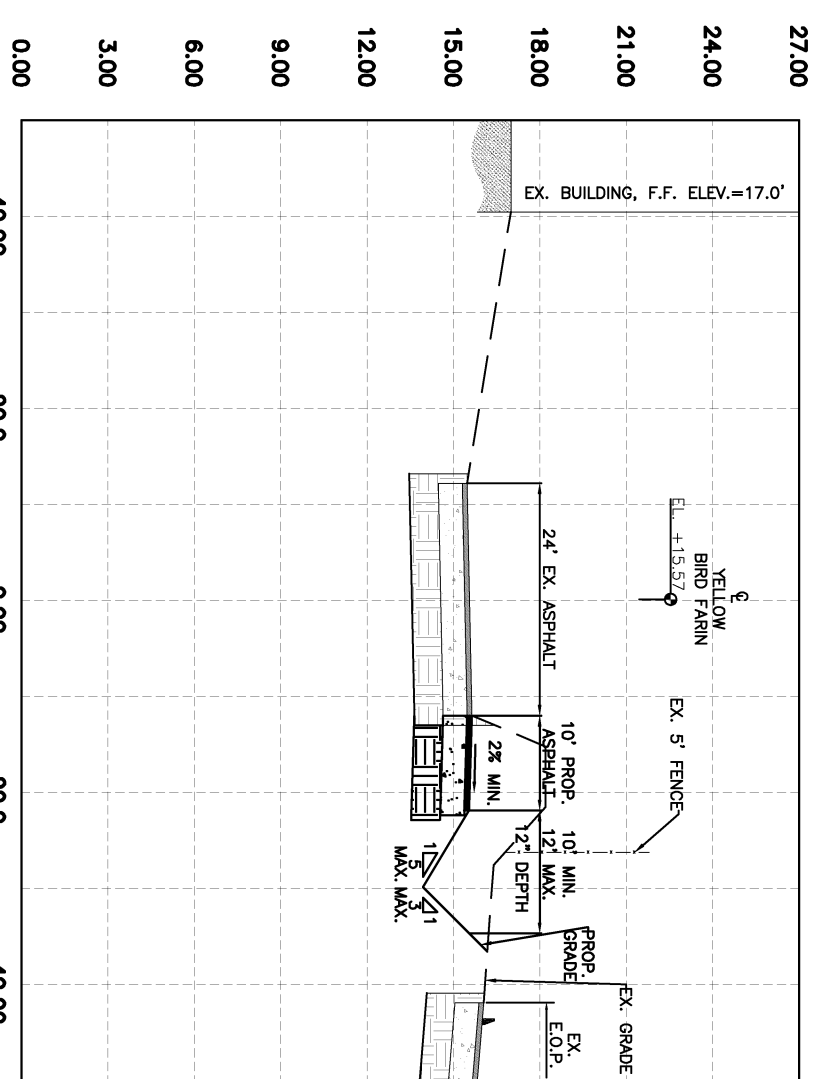 27.00
24.00
21.00
18.00
15.00
12.00
9.00
6.00
3.00
0.00
EX. BUILDING, F.F. ELEV.=17.0'
℄
YELLOW
BIRD FARIN
EL. +15.57
24' EX. ASPHALT
10' PROP.
ASPHALT
2% MIN.
EX. 5' FENCE
10' MIN.
12' MAX.
12" DEPTH
1
5
MAX.
3
1
MAX.
PROP.
GRADE
EX. GRADE
EX.
E.O.P.